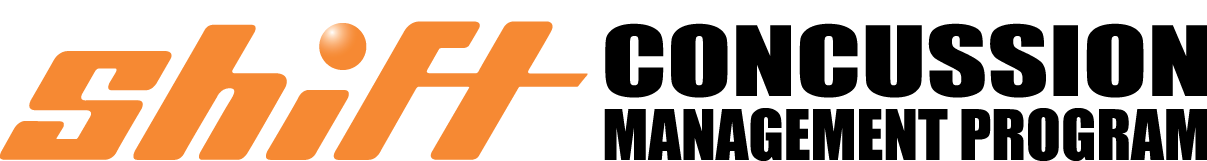 shift
CONCUSSION
MANAGEMENT PROGRAM